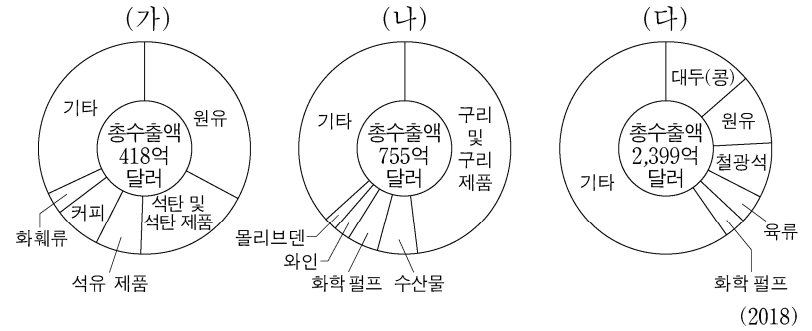 (가)
기타
원유
총수출액
418억
달러
석탄 및
석탄 제품
커피
화훼류
석유 제품
(나)
기타
구리
및
구리
제품
총수출액
755억
달러
몰리브덴
와인
화학 펄프
수산물
(다)
대두(콩)
원유
총수출액
2,399억
달러
철광석
기타
육류
화학 펄프
(2018)